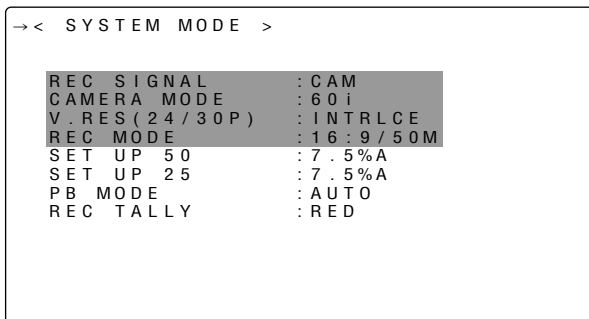 →< SYSTEM MODE >
REC SIGNAL :CAM
CAMERA MODE :60i
V.RES(24/30P) :INTRLCE
REC MODE :16:9/50M
SET UP 50 :7.5%A
SET UP 25 :7.5%A
PB MODE :AUTO
REC TALLY :RED